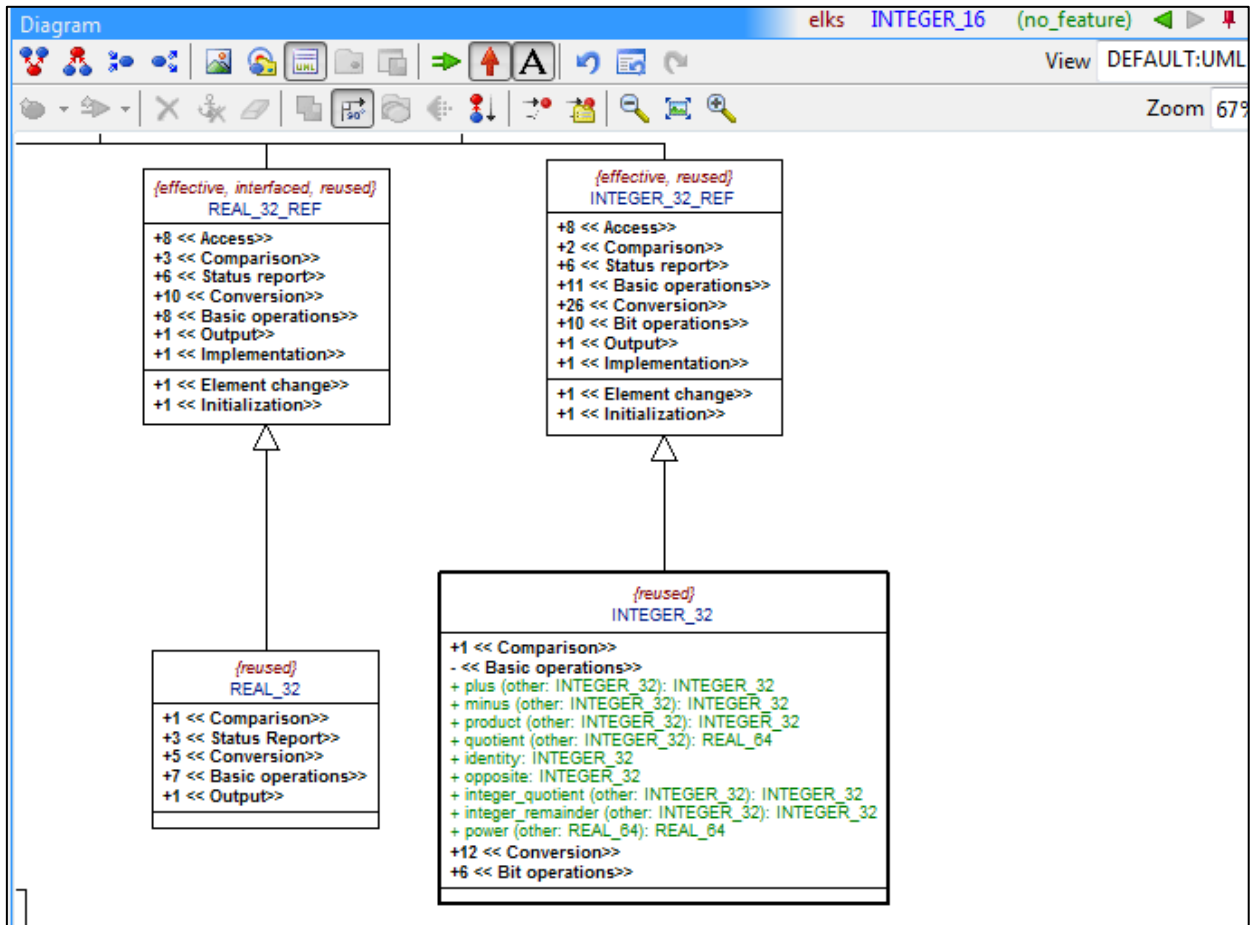 Diagram
elks INTEGER_16 (no_feature)
UML
A
View DEFAULT:UML
90°
Zoom 67%
{effective, interfaced, reused}
REAL_32_REF
+8 << Access>>
+3 << Comparison>>
+6 << Status report>>
+10 << Conversion>>
+8 << Basic operations>>
+1 << Output>>
+1 << Implementation>>
+1 << Element change>>
+1 << Initialization>>
{effective, reused}
INTEGER_32_REF
+8 << Access>>
+2 << Comparison>>
+6 << Status report>>
+11 << Basic operations>>
+26 << Conversion>>
+10 << Bit operations>>
+1 << Output>>
+1 << Implementation>>
+1 << Element change>>
+1 << Initialization>>
{reused}
REAL_32
+1 << Comparison>>
+3 << Status Report>>
+5 << Conversion>>
+7 << Basic operations>>
+1 << Output>>
{reused}
INTEGER_32
+1 << Comparison>>
- << Basic operations>>
+ plus (other: INTEGER_32): INTEGER_32
+ minus (other: INTEGER_32): INTEGER_32
+ product (other: INTEGER_32): INTEGER_32
+ quotient (other: INTEGER_32): REAL_64
+ identity: INTEGER_32
+ opposite: INTEGER_32
+ integer_quotient (other: INTEGER_32): INTEGER_32
+ integer_remainder (other: INTEGER_32): INTEGER_32
+ power (other: REAL_64): REAL_64
+12 << Conversion>>
+6 << Bit operations>>